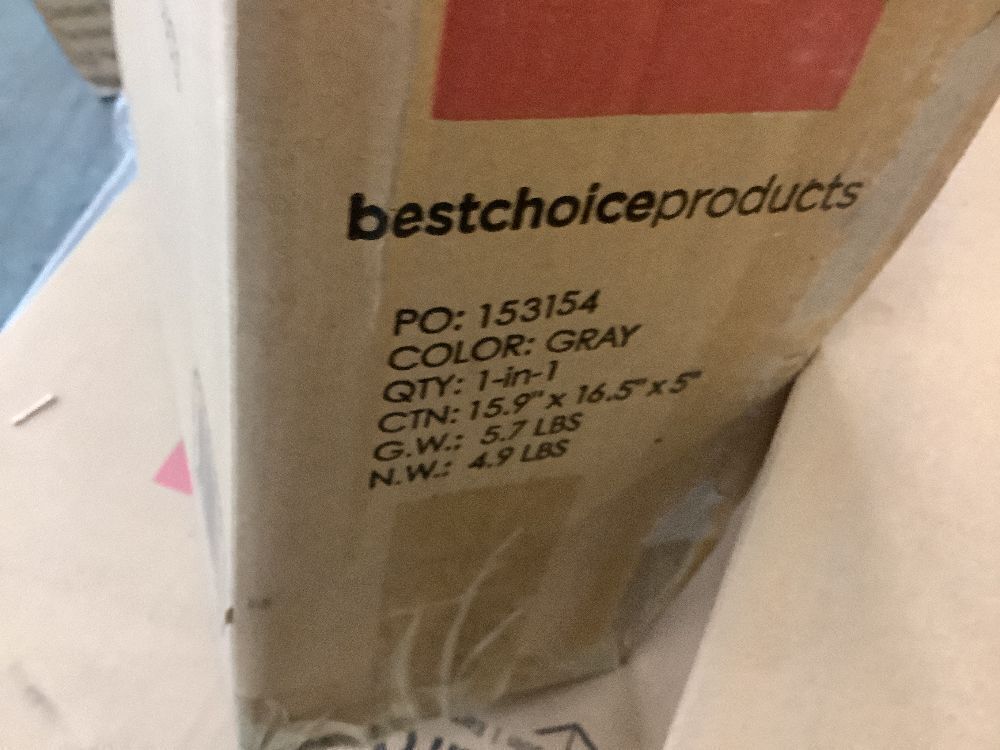 bestchoiceproducts
PO: 153154
COLOR: GRAY
QTY: 1-in-1
CTN: 15.9" x 16.5" x 5"
G.W.: 5.7 LBS
N.W.: 4.9 LBS